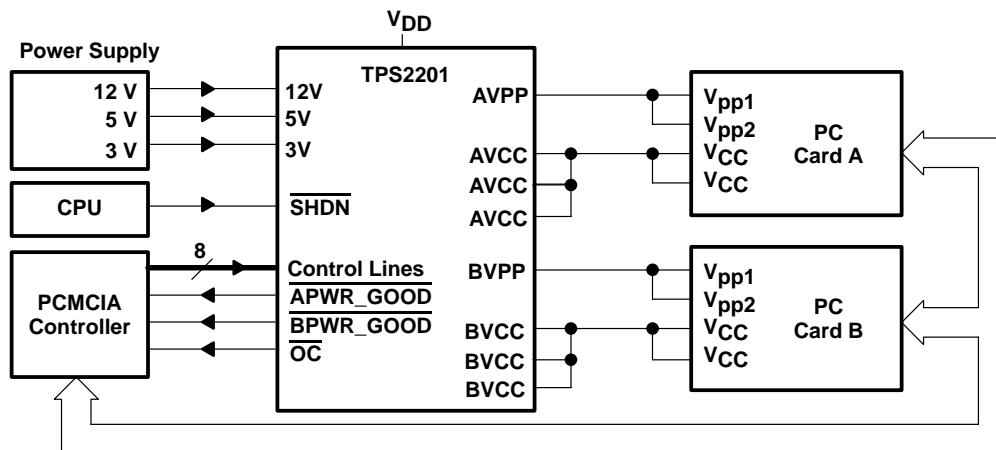 VDD
Power Supply
12 V
5 V
3 V
CPU
8
PCMCIA
Controller
TPS2201
12V
5V
3V
SHDN
Control Lines
APWR_GOOD
BPWR_GOOD
OC
AVPP
AVCC
AVCC
AVCC
BVPP
BVCC
BVCC
BVCC
Vpp1
Vpp2
VCC
VCC
PC
Card A
Vpp1
Vpp2
VCC
VCC
PC
Card B